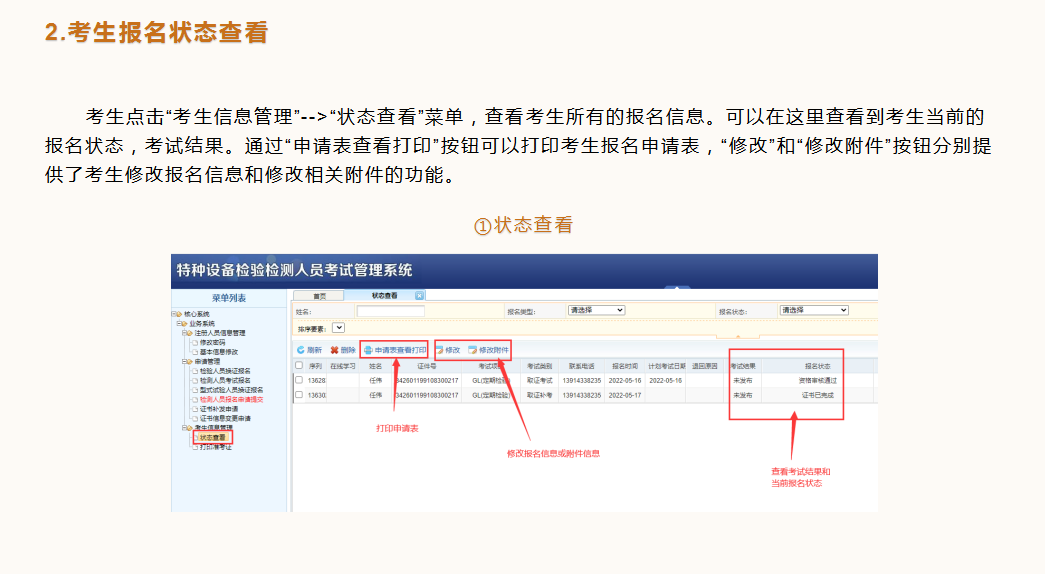 2.考生报名状态查看
考生点击“考生信息管理”-->“状态查看”菜单，查看考生所有的报名信息。可以在这里查看到考生当前的
报名状态，考试结果。通过“申请表查看打印”按钮可以打印考生报名申请表，“修改”和“修改附件”按钮分别提
供了考生修改报名信息和修改相关附件的功能。
①状态查看
特种设备检验检测人员考试管理系统
菜单列表
首页 状态查看
核心系统
业务系统
注册人员信息管理
修改密码
基本信息修改
申请管理
检验人员换证报名
检测人员考试报名
型式试验人员换证报名
检测人员报名申请提交
证书补发申请
证书信息变更申请
考生信息管理
状态查看
打印准考证
姓名： 报名类型： 请选择 报名状态： 请选择
排序要素：
刷新 删除 申请表查看打印 修改 修改附件
序列 在线学习 姓名 证件号 考试项 考试类别 联系电话 报名时间 计划考试日期 退回原因 考试结果 报名状态
13628 任伟 342601199108300217 GL(定期检验) 取证考试 13914338235 2022-05-16 2022-05-16 未发布 资格审核通过
13630 任伟 342601199108300217 GL(定期检验) 取证补考 13914338235 2022-05-17 未发布 证书已完成
打印申请表
修改报名信息或附件信息
查看考试结果和
当前报名状态